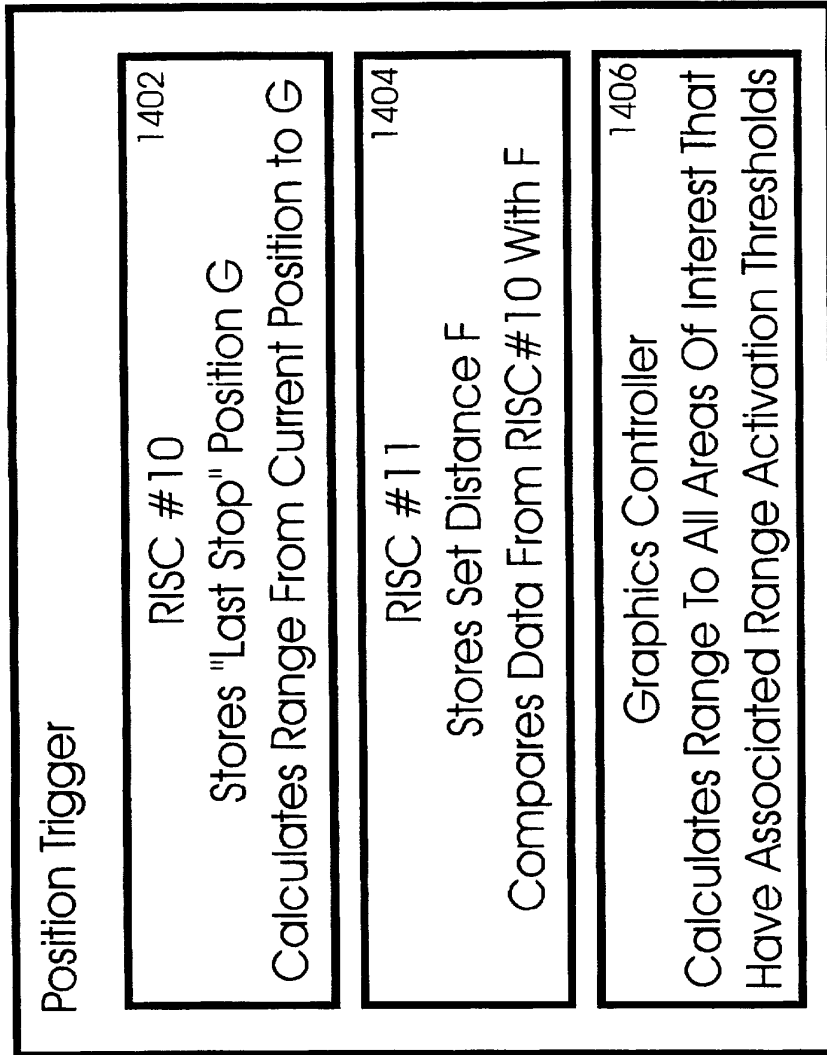 Position Trigger
1402
RISC #10
Stores "Last Stop" Position G
Calculates Range From Current Position to G
1404
RISC #11
Stores Set Distance F
Compares Data From RISC#10 With F
1406
Graphics Controller
Calculates Range To All Areas Of Interest That
Have Associated Range Activation Thresholds